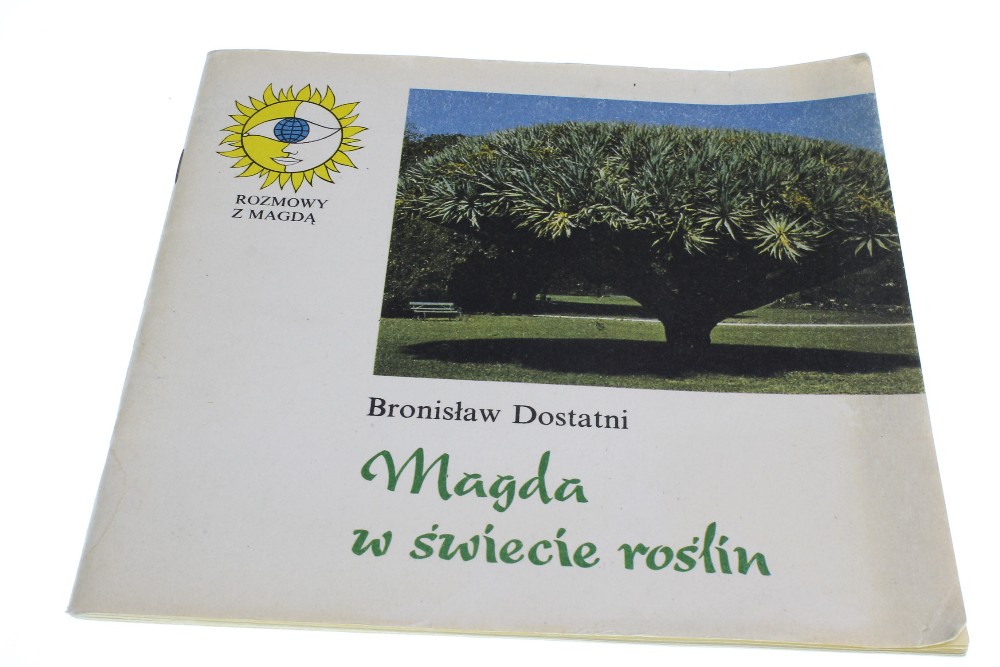 ROZMOWY
Z MAGDĄ
Bronisław Dostatni
Magda
w świecie roślin